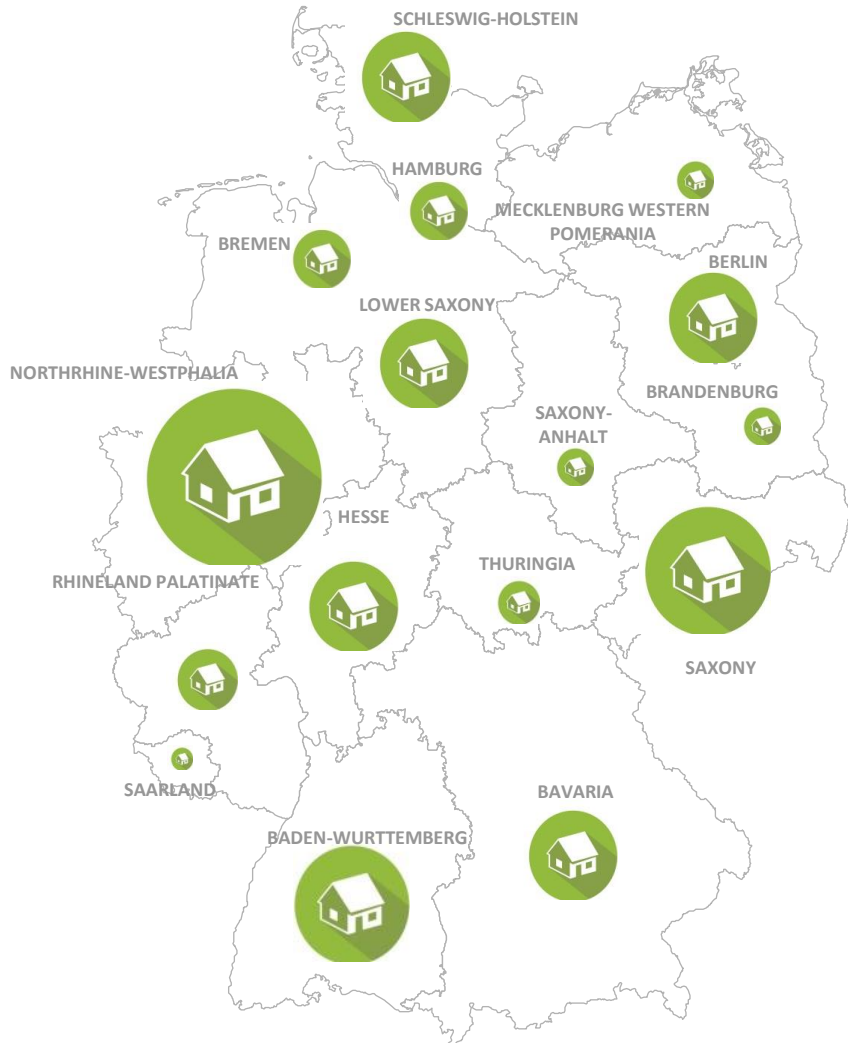 SCHLESWIG-HOLSTEIN
HAMBURG
MECKLENBURG WESTERN
POMERANIA
BREMEN
BERLIN
LOWER SAXONY
NORTHRHINE-WESTPHALIA
BRANDENBURG
SAXONY-
ANHALT
HESSE
THURINGIA
RHINELAND PALATINATE
SAXONY
SAARLAND
BAVARIA
BADEN-WURTTEMBERG